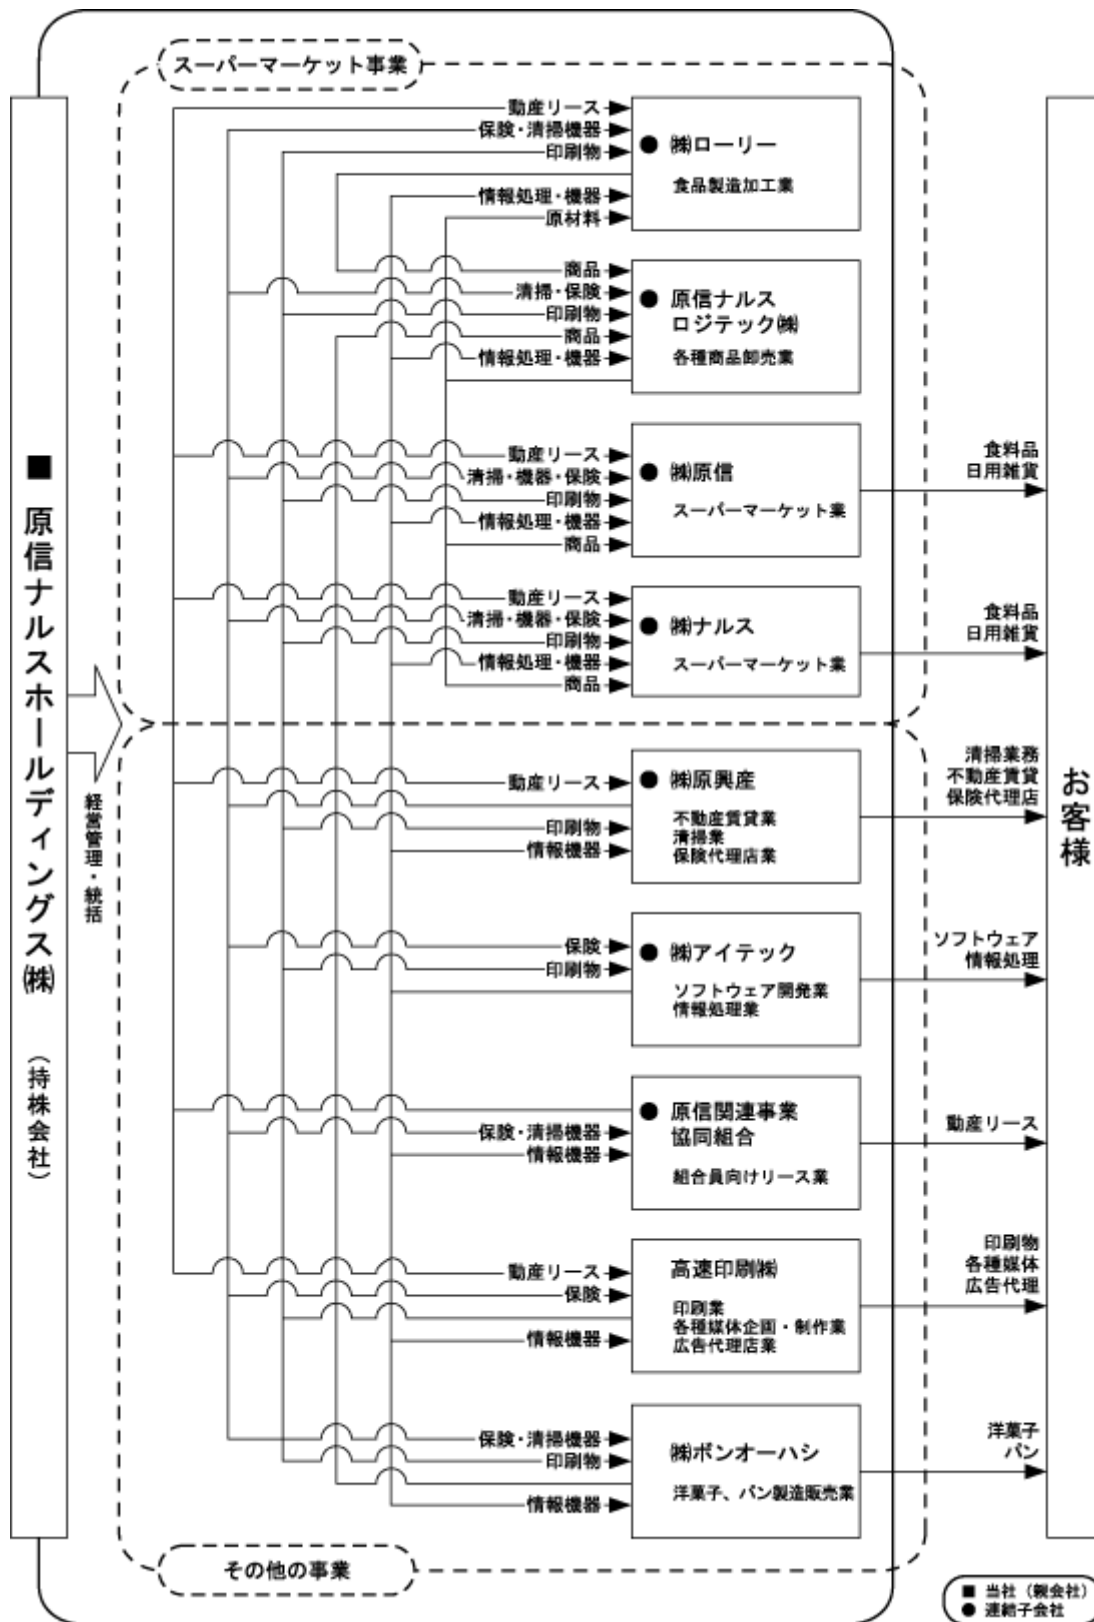 スーパーマーケット事業
■ 原信ナルスホールディングス㈱ （持株会社）
経営管理・統括
動産リース
保険・清掃機器
印刷物
情報処理・機器
原材料
● ㈱ローリー
食品製造加工業
商品
清掃・保険
印刷物
商品
情報処理・機器
● 原信ナルス
ロジテック㈱
各種商品卸売業
動産リース
清掃・機器・保険
印刷物
情報処理・機器
商品
● ㈱原信
スーパーマーケット業
食料品
日用雑貨
動産リース
清掃・機器・保険
印刷物
情報処理・機器
商品
● ㈱ナルス
スーパーマーケット業
食料品
日用雑貨
動産リース
印刷物
情報機器
● ㈱原興産
不動産賃貸業
清掃業
保険代理店業
清掃業務
不動産賃貸
保険代理店
お客様
保険
印刷物
● ㈱アイテック
ソフトウェア開発業
情報処理業
ソフトウェア
情報処理
保険・清掃機器
情報機器
● 原信関連事業
協同組合
組合員向けリース業
動産リース
動産リース
保険
情報機器
高速印刷㈱
印刷業
各種媒体企画・制作業
広告代理店業
印刷物
各種媒体
広告代理
保険・清掃機器
印刷物
情報機器
㈱ボンオーハシ
洋菓子、パン製造販売業
洋菓子
パン
その他の事業
■ 当社（親会社）
● 連結子会社